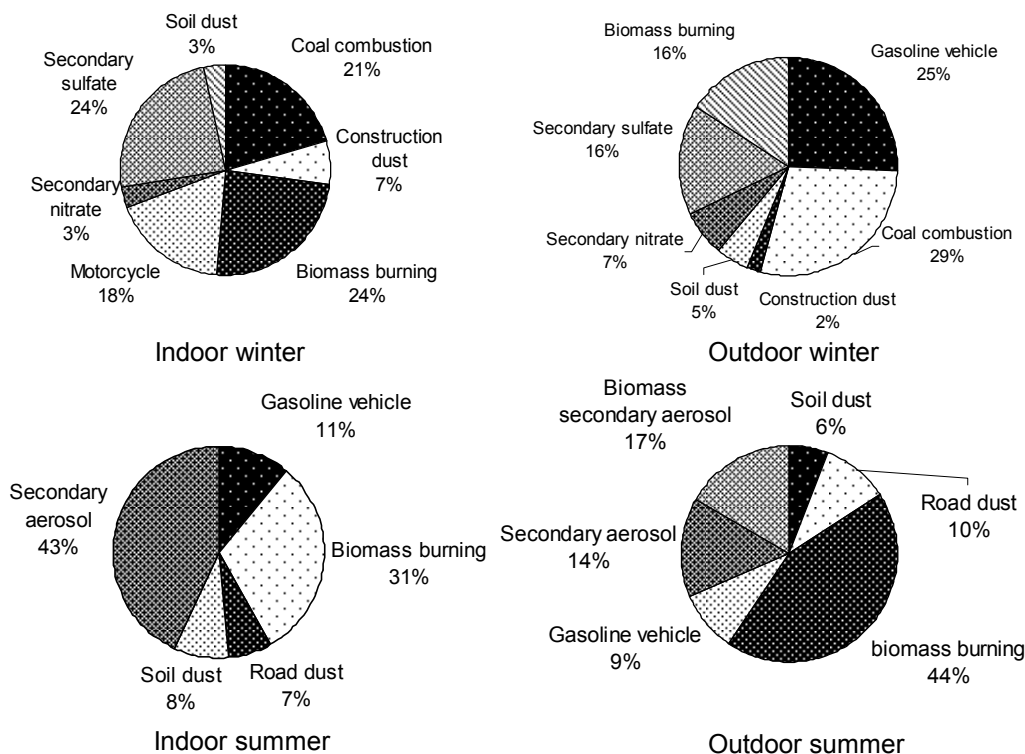 Soil dust
3%
Coal combustion
21%
Construction
dust
7%
Biomass burning
24%
Motorcycle
18%
Secondary
nitrate
3%
Secondary
sulfate
24%
Indoor winter
Biomass burning
16%
Gasoline vehicle
25%
Coal combustion
29%
Construction dust
2%
Soil dust
5%
Secondary nitrate
7%
Secondary sulfate
16%
Outdoor winter
Gasoline vehicle
11%
Biomass burning
31%
Road dust
7%
Soil dust
8%
Secondary
aerosol
43%
Indoor summer
Biomass
secondary aerosol
17%
Soil dust
6%
Road dust
10%
biomass burning
44%
Gasoline vehicle
9%
Secondary aerosol
14%
Outdoor summer